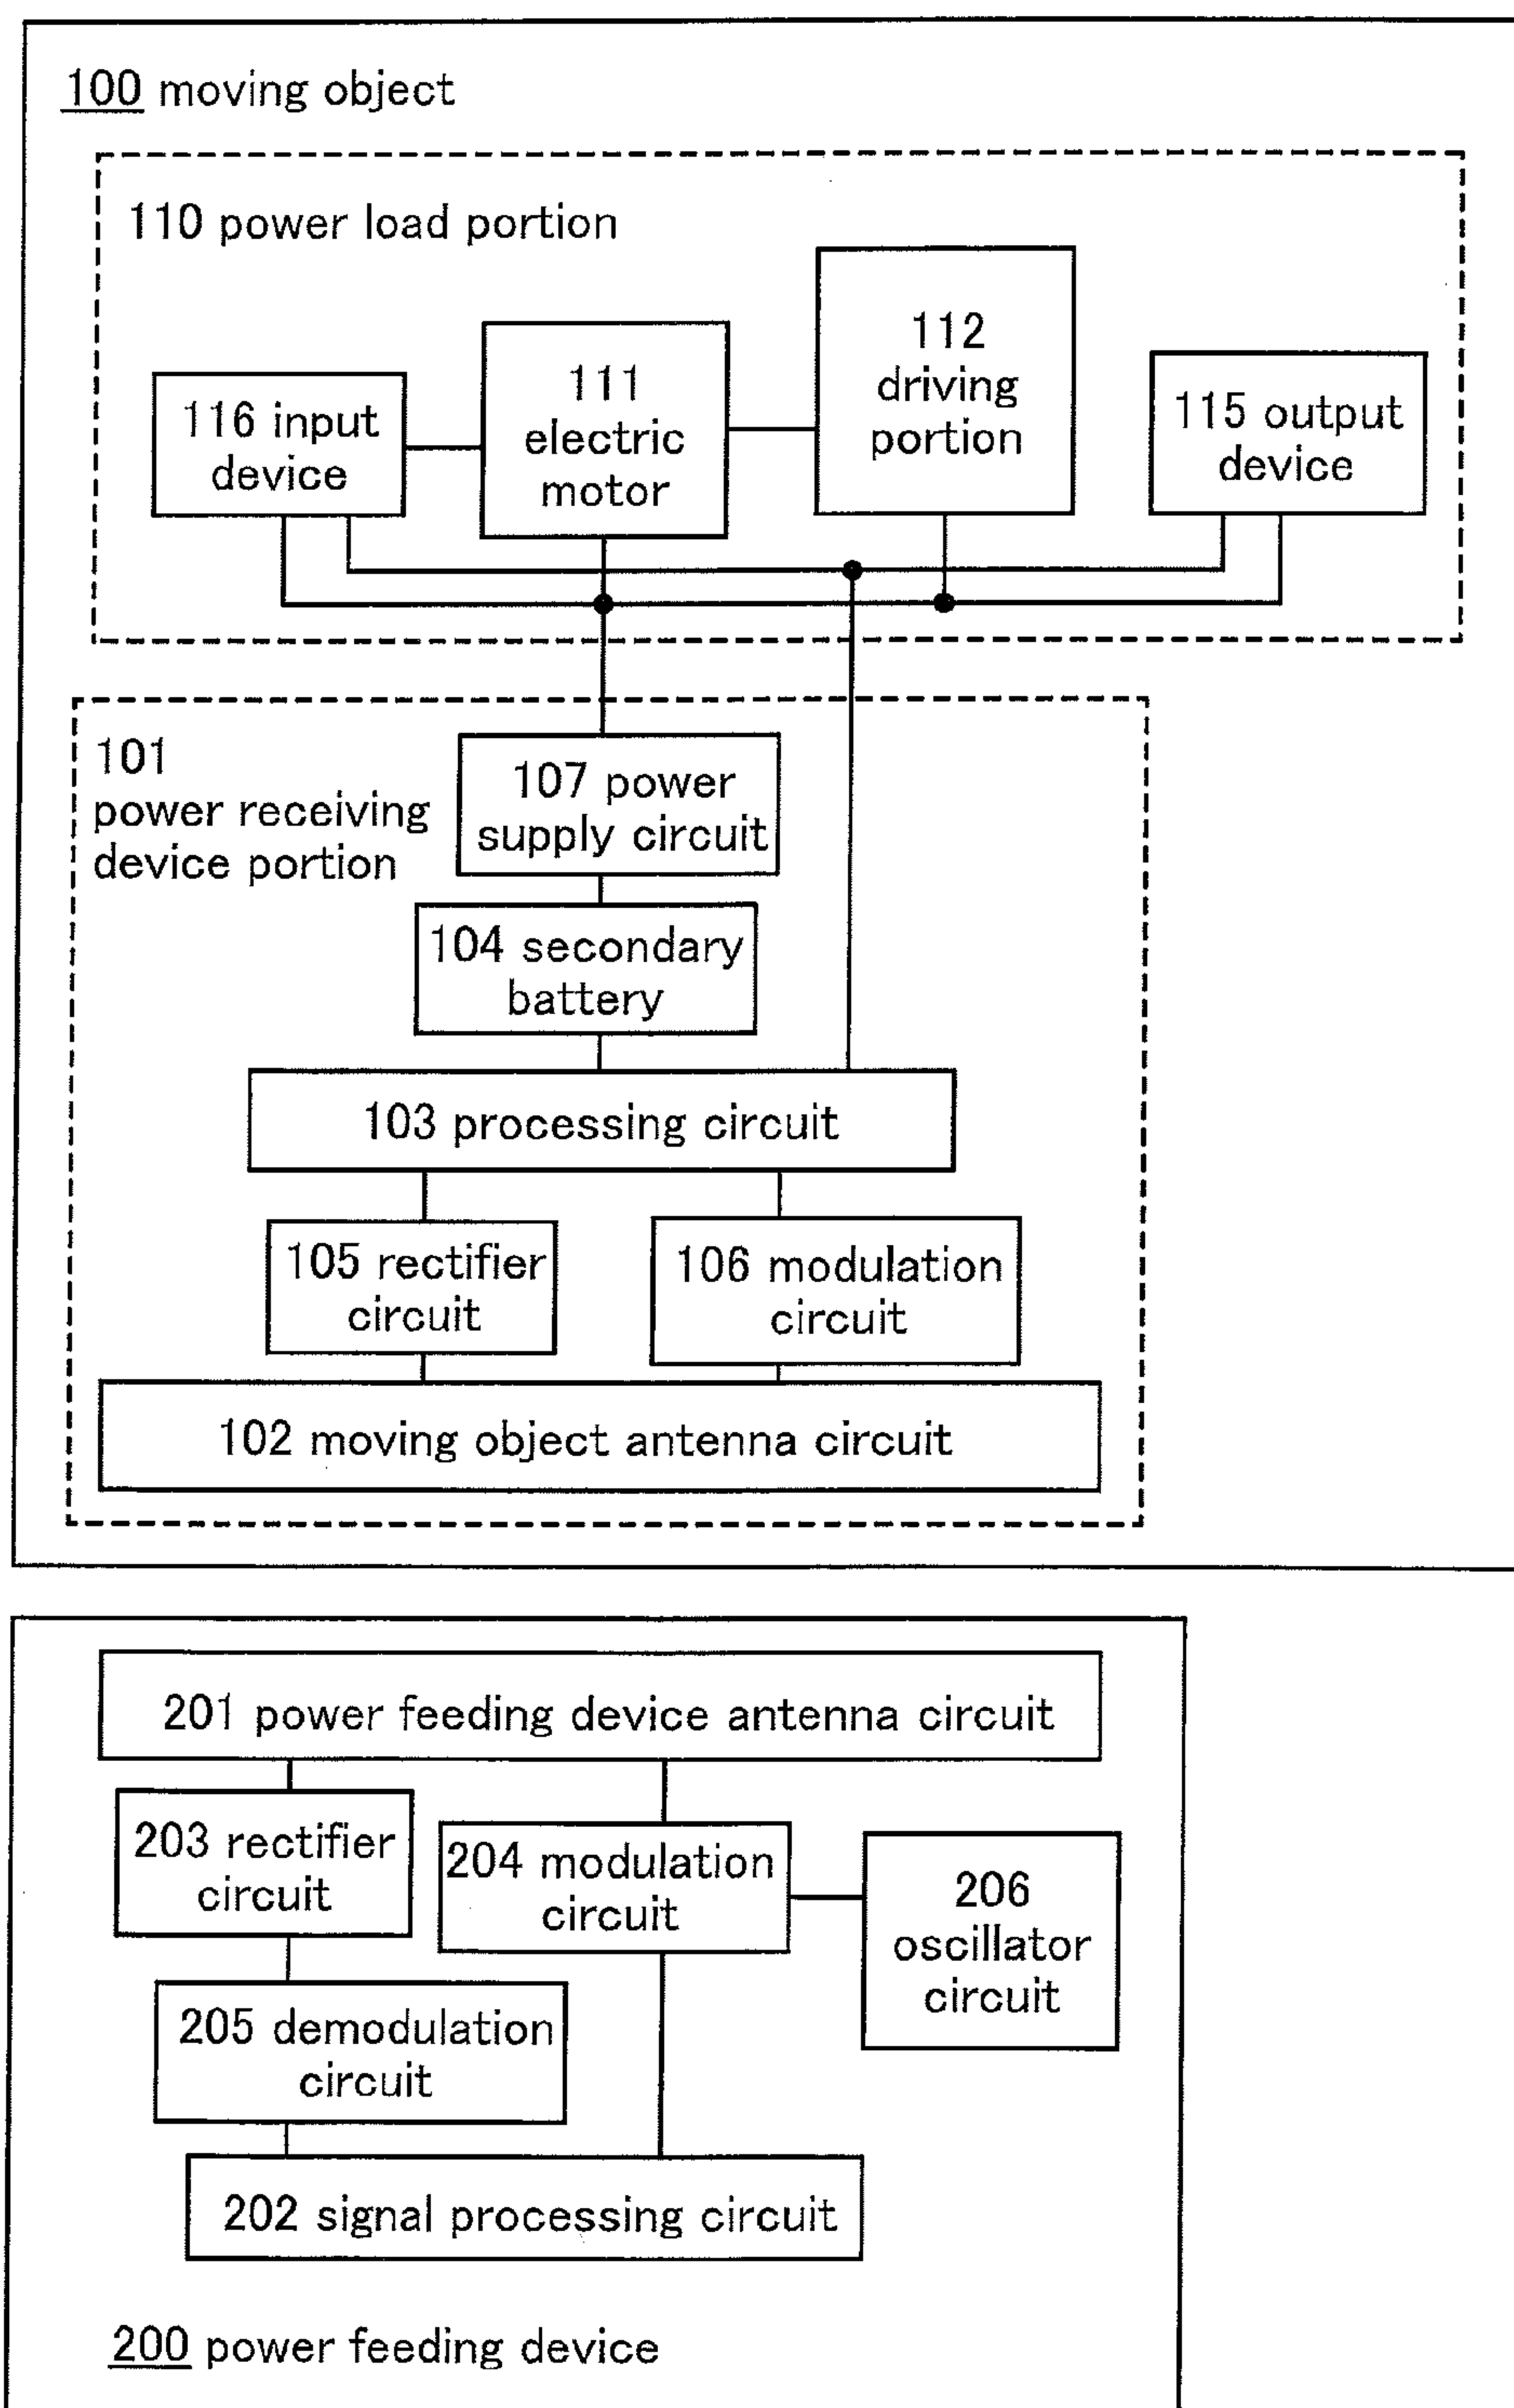 100 moving object
110 power load portion
116 input
device
111
electric
motor
112
driving
portion
115 output
device
101
power receiving
device portion
107 power
supply circuit
104 secondary
battery
103 processing circuit
105 rectifier
circuit
106 modulation
circuit
102 moving object antenna circuit
201 power feeding device antenna circuit
203 rectifier
circuit
204 modulation
circuit
206
oscillator
circuit
205 demodulation
circuit
202 signal processing circuit
200 power feeding device